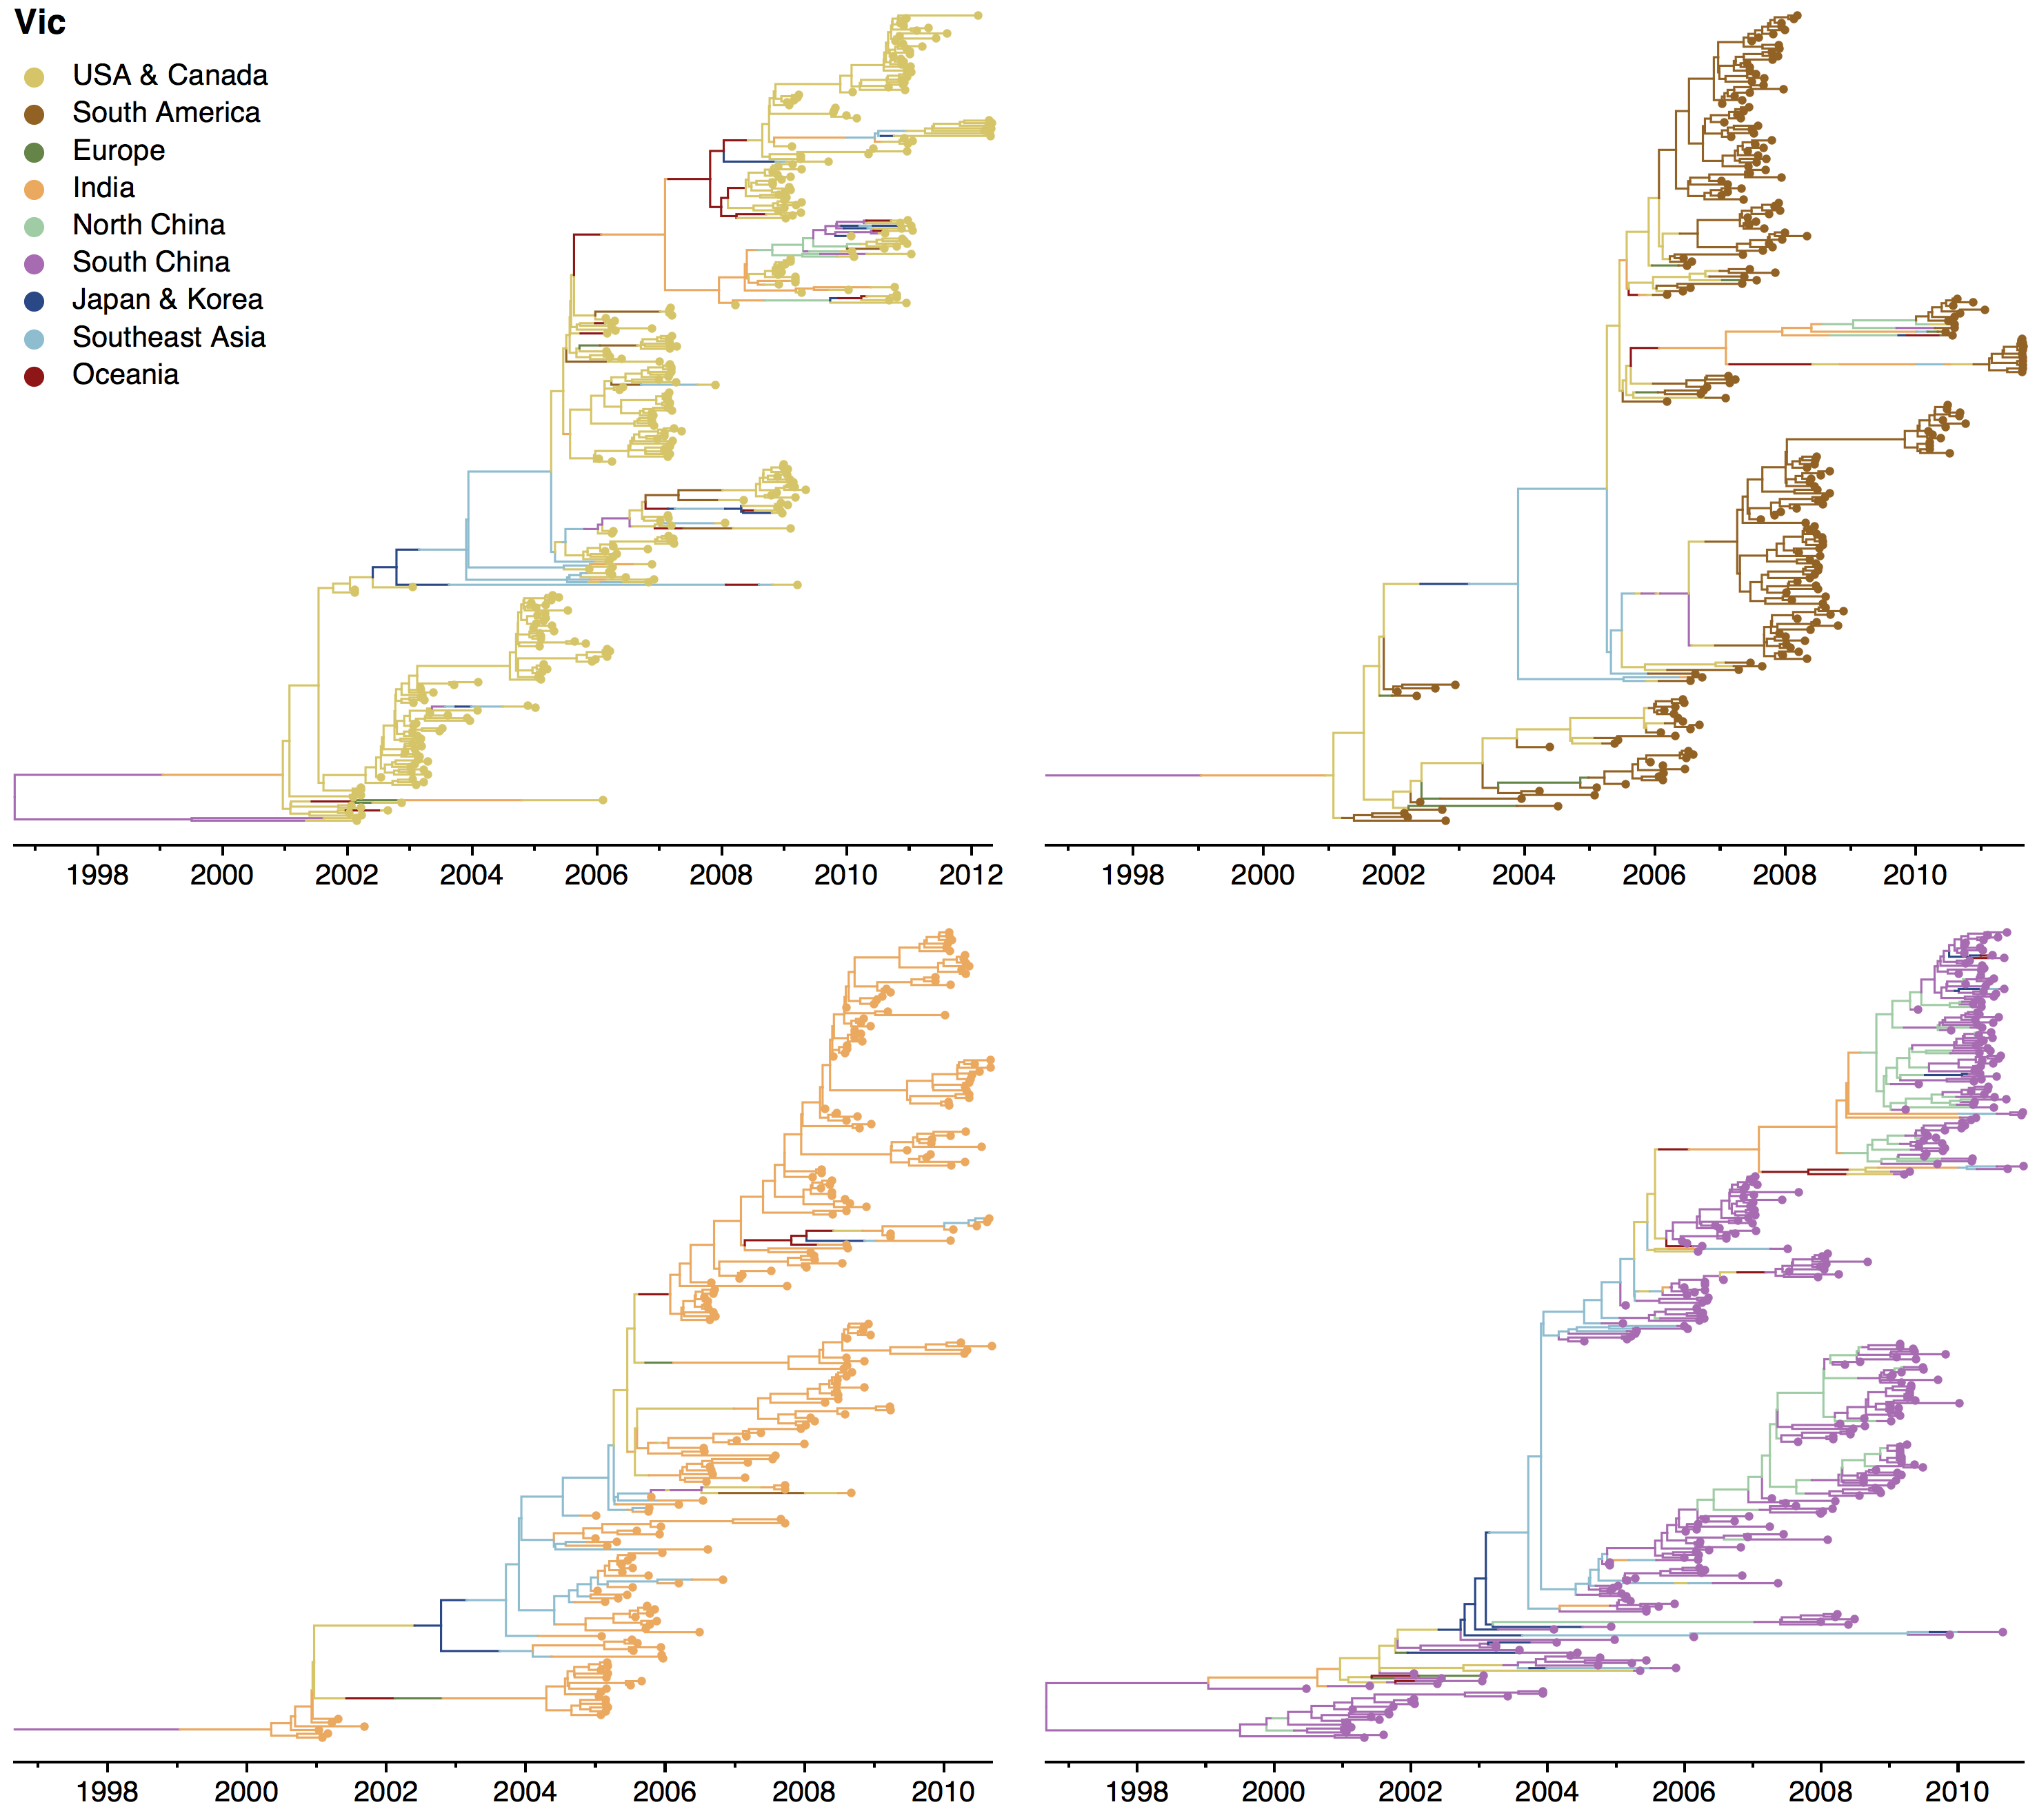 Vic
USA & Canada
South America
Europe
India
North China
South China
Japan & Korea
Southeast Asia
Oceania
1998 2000 2002 2004 2006 2008 2010 2012
1998 2000 2002 2004 2006 2008 2010
1998 2000 2002 2004 2006 2008 2010
1998 2000 2002 2004 2006 2008 2010